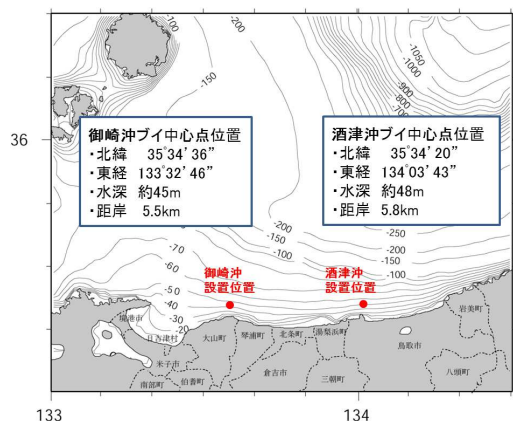 -100
-200
-150
-1050
-1000
-900
-800
-700
36
御崎沖ブイ中心点位置
・北緯 35°34'36”
・東経 133°32'46”
・水深 約45m
・距岸 5.5km
酒津沖ブイ中心点位置
・北緯 35°34'20”
・東経 134°03'43”
・水深 約48m
・距岸 5.8km
-200
-150
-100
-250
-200
-150
-100
-70
-60
-50
-40
-30
-20
御崎沖
設置位置
酒津沖
設置位置
境港市
日吉津村
米子市
大山町
琴浦町
北条町
湯梨浜町
鳥取市
岩美町
南部町
伯耆町
倉吉市
三朝町
八頭町
133
134